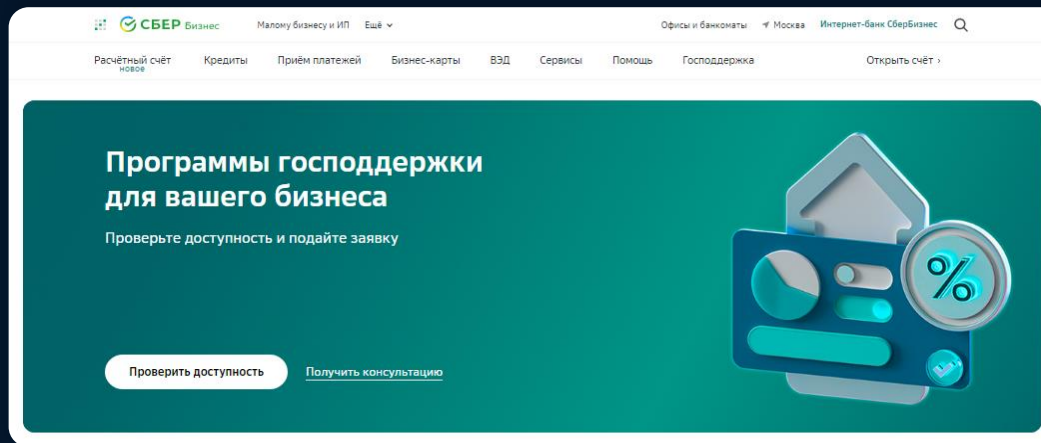 СБЕР Бизнес
Малому бизнесу и ИП
Ещё
Офисы и банкоматы
Москва
Интернет-банк СберБизнес
Расчётный счёт
новое
Кредиты
Приём платежей
Бизнес-карты
ВЭД
Сервисы
Помощь
Господдержка
Открыть счёт ›
Программы господдержки
для вашего бизнеса
Проверьте доступность и подайте заявку
%
Проверить доступность
Получить консультацию